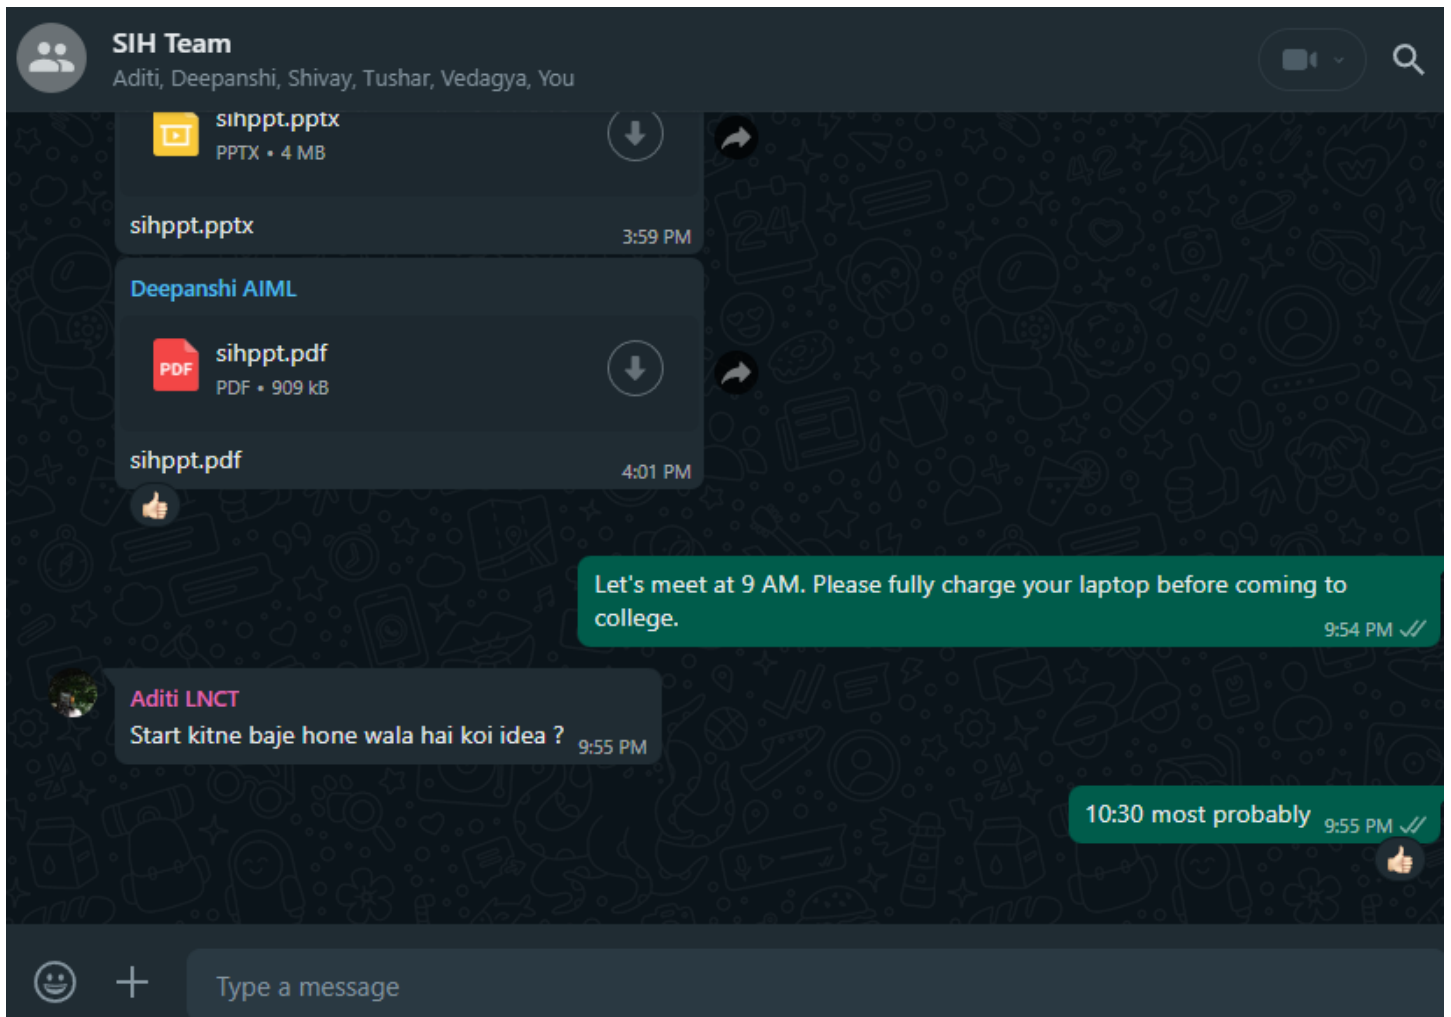 SIH Team
Aditi, Deepanshi, Shivay, Tushar, Vedagya, You
sihppt.pptx
PPTX • 4 MB
sihppt.pptx
3:59 PM
Deepanshi AIML
PDF
sihppt.pdf
PDF • 909 kB
sihppt.pdf
4:01 PM
Let's meet at 9 AM. Please fully charge your laptop before coming to
college.
9:54 PM
Aditi LNCT
Start kitne baje hone wala hai koi idea ?
9:55 PM
10:30 most probably
9:55 PM
Type a message